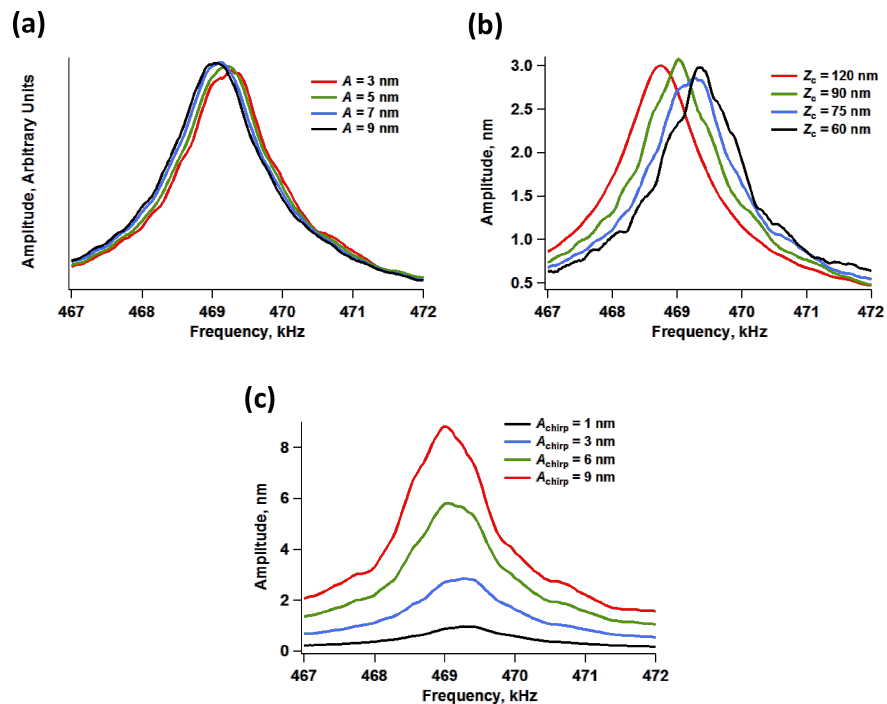 (a)
Amplitude, Arbitrary Units
A = 3 nm
A = 5 nm
A = 7 nm
A = 9 nm
467 468 469 470 471 472
Frequency, kHz
(b)
Amplitude, nm
3.0
2.5
2.0
1.5
1.0
0.5
Zc = 120 nm
Zc = 90 nm
Zc = 75 nm
Zc = 60 nm
467 468 469 470 471 472
Frequency, kHz
(c)
Amplitude, nm
8
6
4
2
0
Achirp = 1 nm
Achirp = 3 nm
Achirp = 6 nm
Achirp = 9 nm
467 468 469 470 471 472
Frequency, kHz